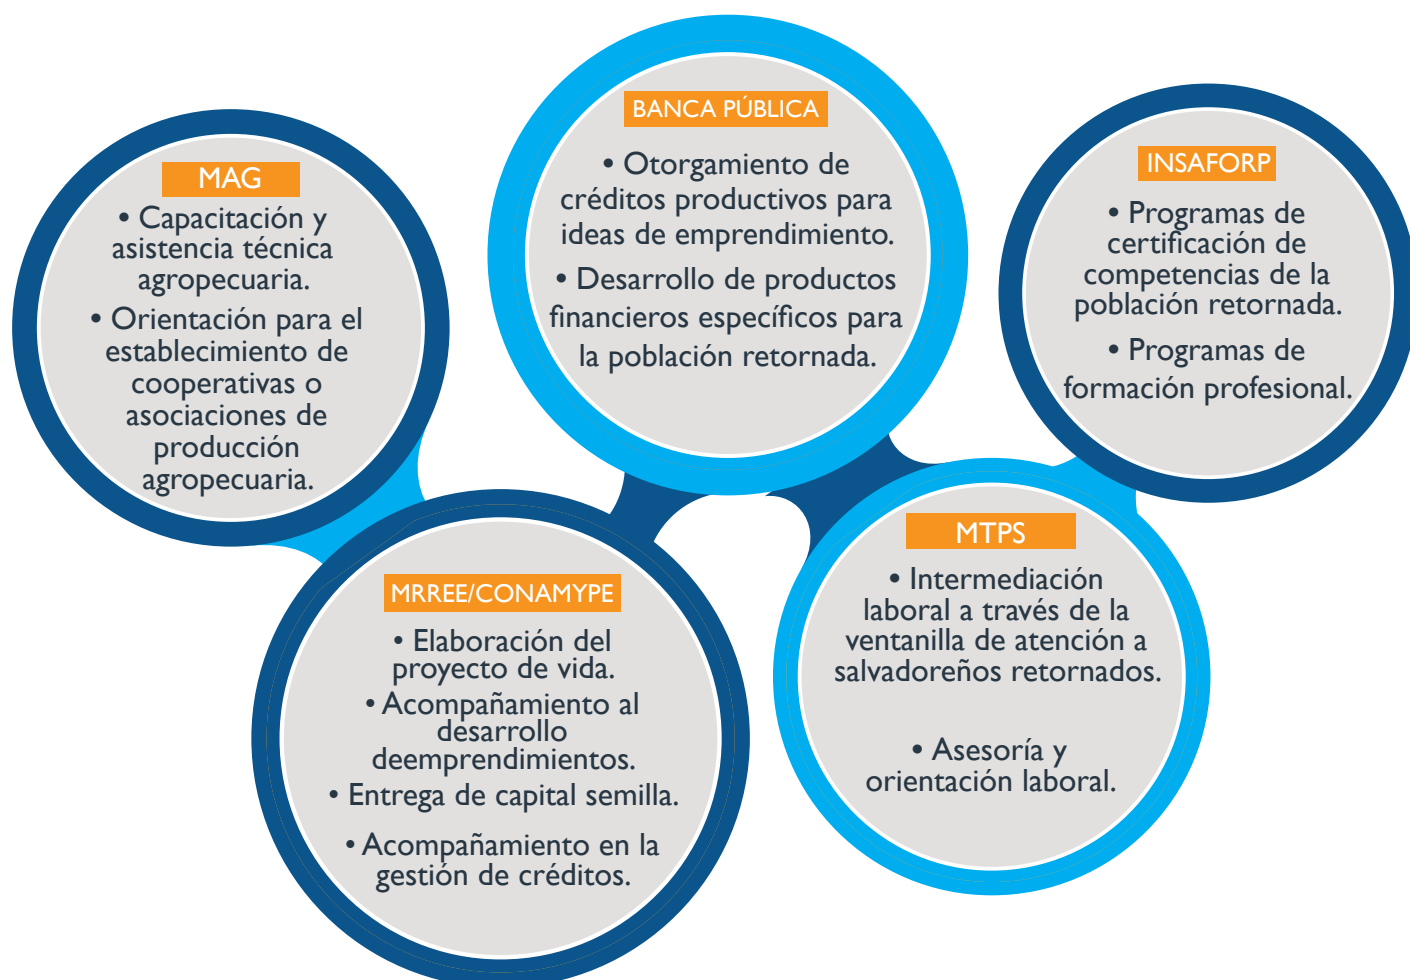 MAG
• Capacitación y
asistencia técnica
agropecuaria.
• Orientación para el
establecimiento de
cooperativas o
asociaciones de
producción
agropecuaria.
BANCA PÚBLICA
• Otorgamiento de
créditos productivos para
ideas de emprendimiento.
• Desarrollo de productos
financieros específicos para
la población retornada.
INSAFORP
• Programas de
certificación de
competencias de la
población retornada.
• Programas de
formación profesional.
MRREE/CONAMYPE
• Elaboración del
proyecto de vida.
• Acompañamiento al
desarrollo
deemprendimientos.
• Entrega de capital semilla.
• Acompañamiento en la
gestión de créditos.
MTPS
• Intermediación
laboral a través de la
ventanilla de atención a
salvadoreños retornados.
• Asesoría y
orientación laboral.